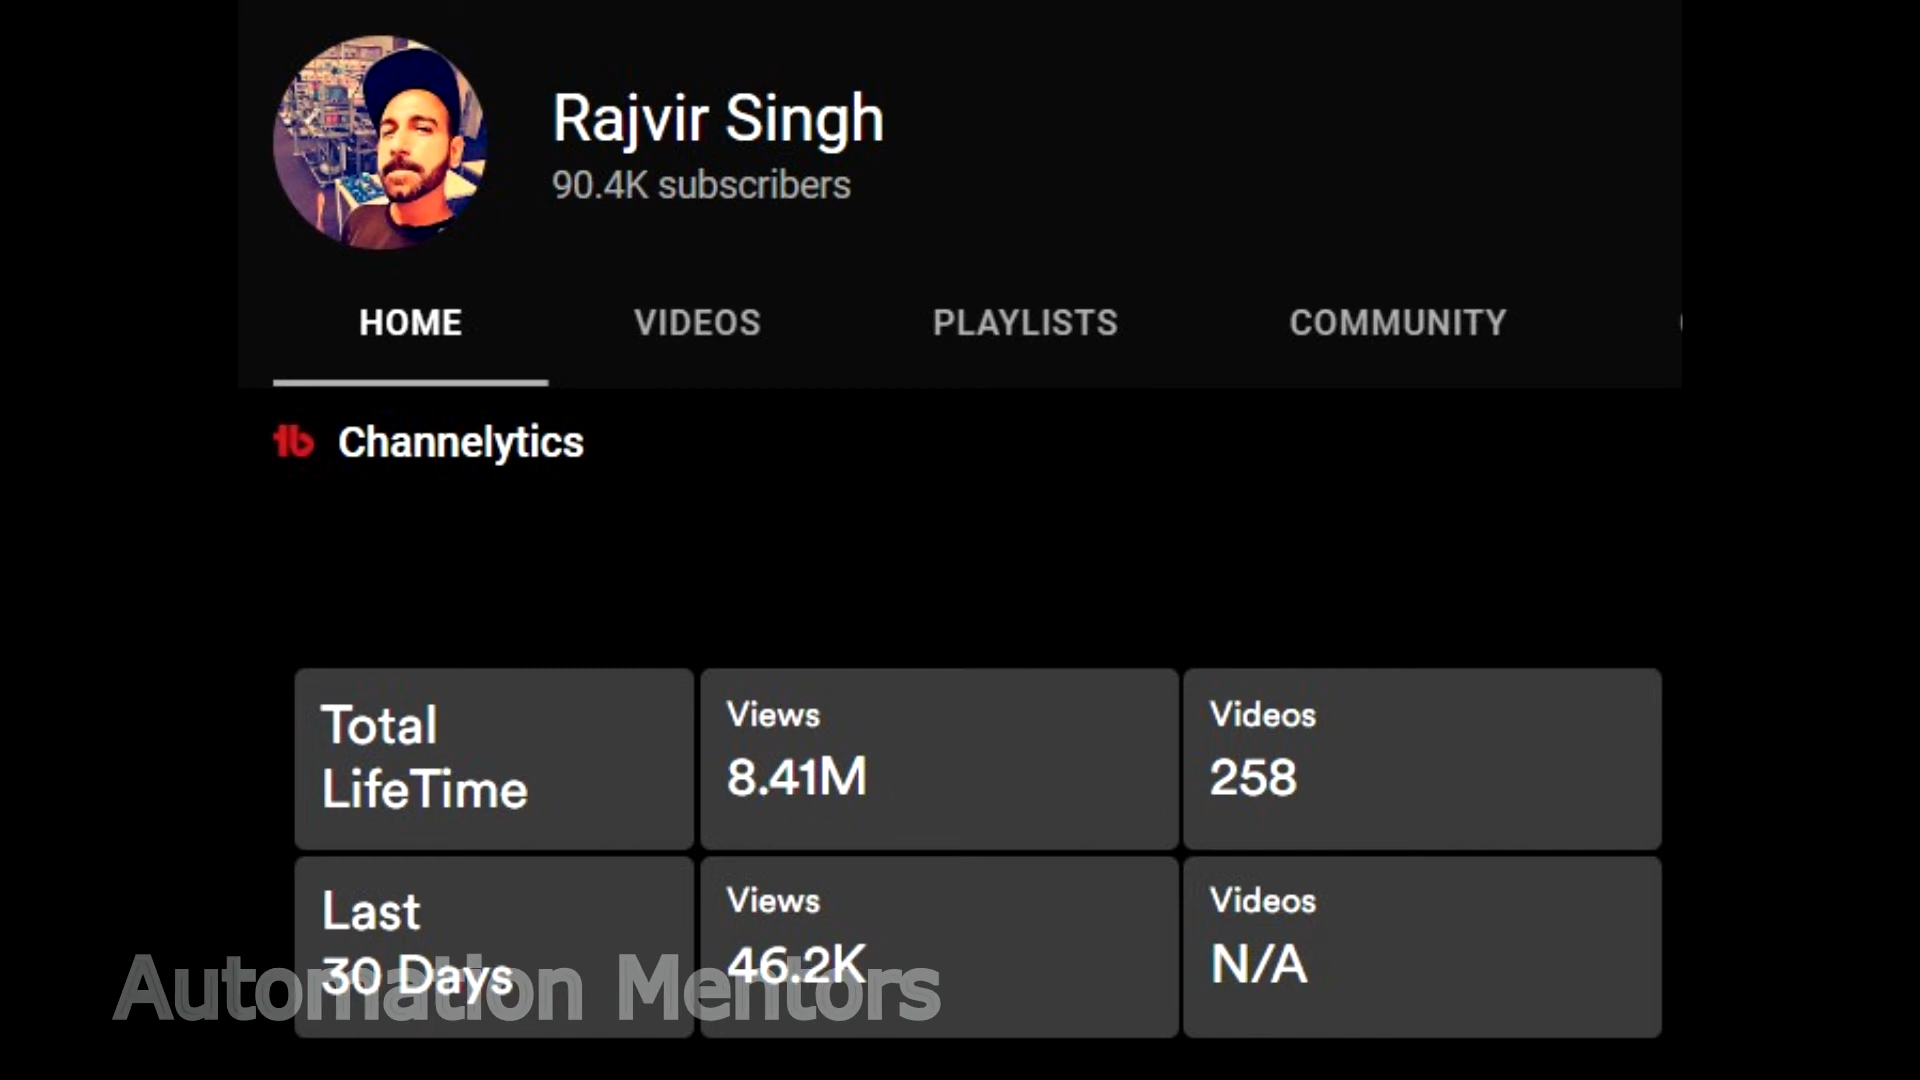 Rajvir Singh
90.4K subscribers
HOME VIDEOS PLAYLISTS COMMUNITY
tb Channelytics
Total LifeTime
Views
8.41M
Videos
258
Last
30 Days
Views
46.2K
Videos
N/A
Automation Mentors